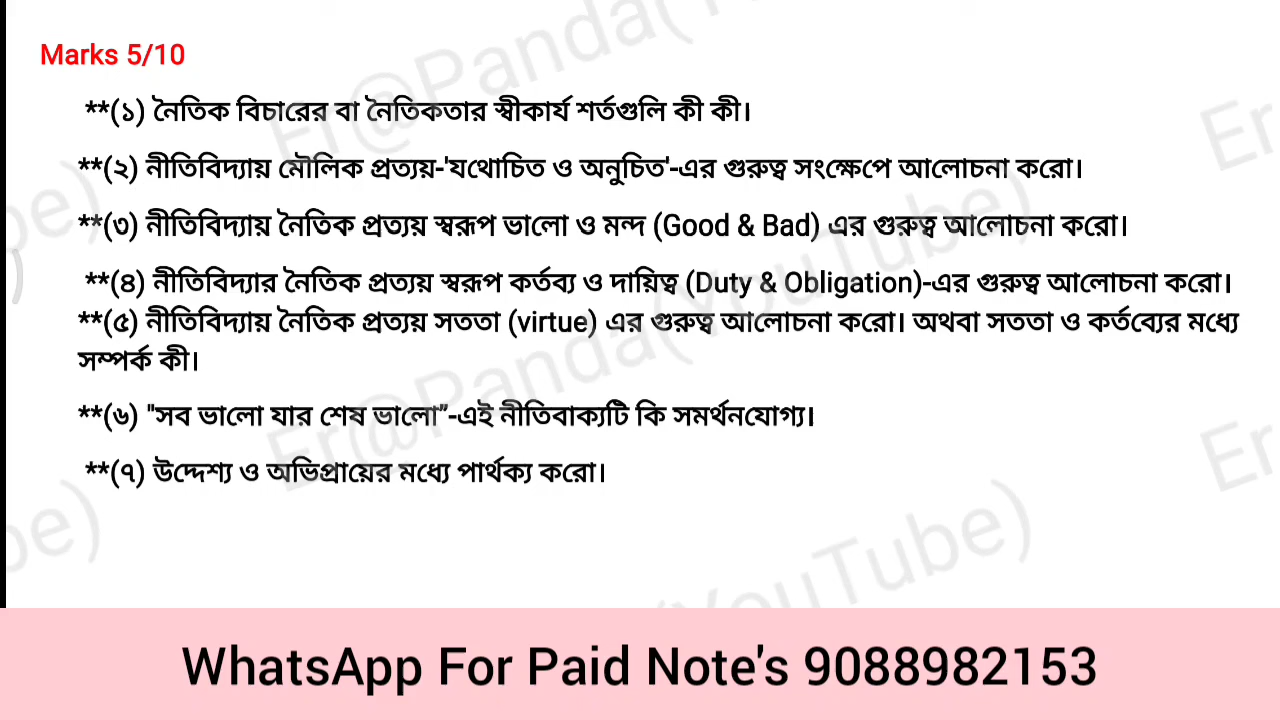 Marks 5/10
**(১) নৈতিক বিচারের বা নৈতিকতার স্বীকার্য শর্তগুলি কী কী।
**(২) নীতিবিদ্যায় মৌলিক প্রত্যয়-'যথোচিত ও অনুচিত'-এর গুরুত্ব সংক্ষেপে আলোচনা করো।
**(৩) নীতিবিদ্যায় নৈতিক প্রত্যয় স্বরূপ ভালো ও মন্দ (Good & Bad) এর গুরুত্ব আলোচনা করো।
**(৪) নীতিবিদ্যার নৈতিক প্রত্যয় স্বরূপ কর্তব্য ও দায়িত্ব (Duty & Obligation)-এর গুরুত্ব আলোচনা করো।
**(৫) নীতিবিদ্যায় নৈতিক প্রত্যয় সততা (virtue) এর গুরুত্ব আলোচনা করো। অথবা সততা ও কর্তব্যের মধ্যে
সম্পর্ক কী।
**(৬) "সব ভালো যার শেষ ভালো”-এই নীতিবাক্যটি কি সমর্থনযোগ্য।
**(৭) উদ্দেশ্য ও অভিপ্রায়ের মধ্যে পার্থক্য করো।
Er@Panda(YouTube)
WhatsApp For Paid Note's 9088982153